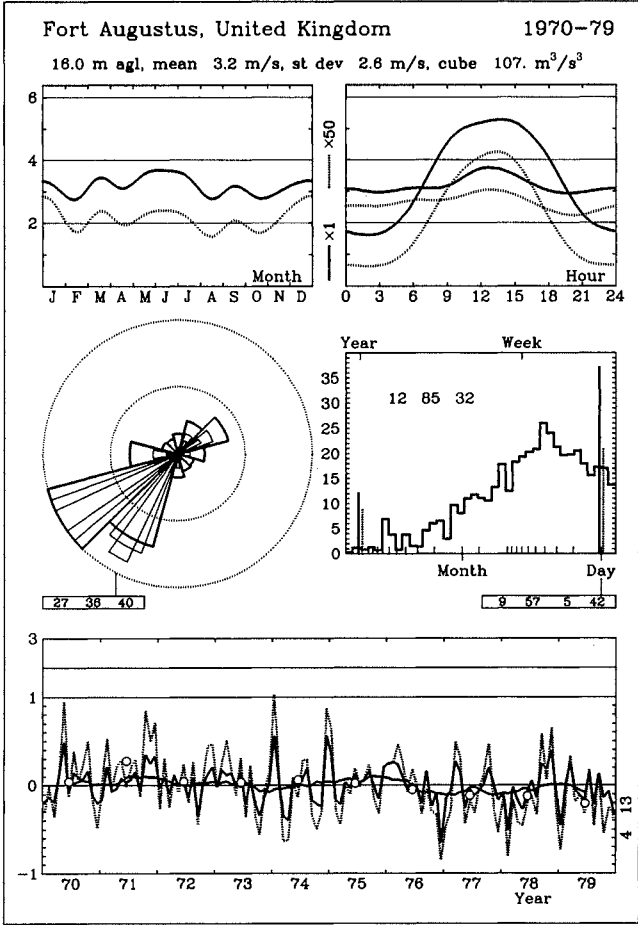 Fort Augustus, United Kingdom 1970-79
16.0 m agl, mean 3.2 m/s, st dev 2.6 m/s, cube 107. m³/s³
6
4
2
J F M A M J J A S O N D
Month
×1 ×50
0 3 6 9 12 15 18 21 24
Hour
27 36 40
Year Week
40
35
30
25
20
15
10
5
0
12 85 32
Month Day
9 57 5 42
3
1
0
-1
70 71 72 73 74 75 76 77 78 79
Year
4 13